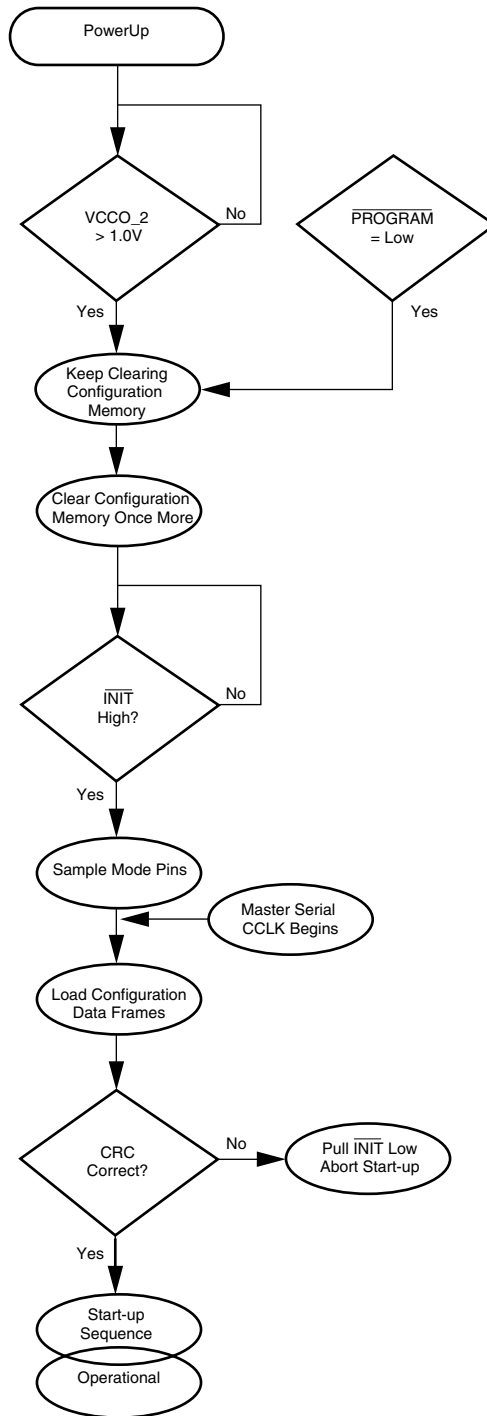 PowerUp
VCCO_2
> 1.0V
No
Yes
PROGRAM
= Low
Yes
Keep Clearing
Configuration
Memory
Clear Configuration
Memory Once More
INIT
High?
No
Yes
Sample Mode Pins
Master Serial
CCLK Begins
Load Configuration
Data Frames
CRC
Correct?
No
Pull INIT Low
Abort Start-up
Yes
Start-up
Sequence
Operational